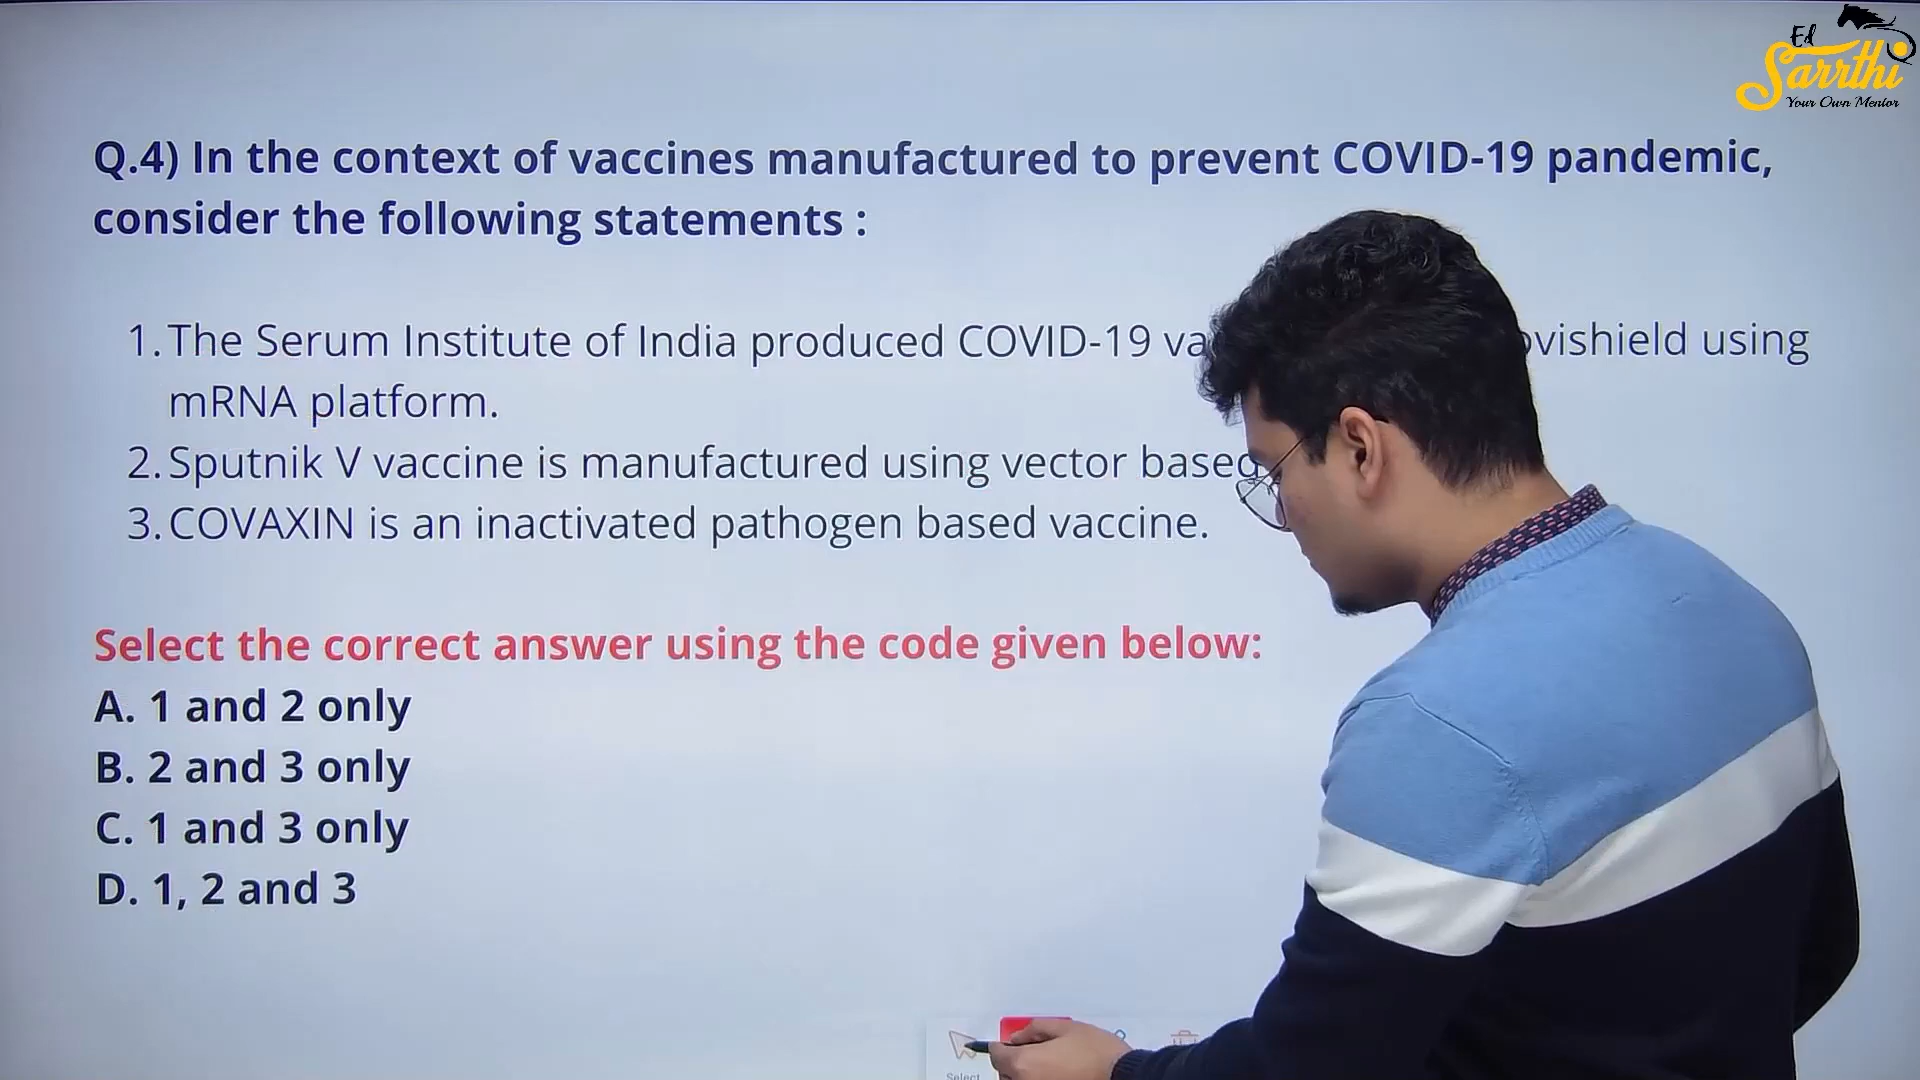 Ed
Sarrthi
Your Own Mentor
Q.4) In the context of vaccines manufactured to prevent COVID-19 pandemic,
consider the following statements :
1. The Serum Institute of India produced COVID-19 using
mRNA platform.
2. Sputnik V vaccine is manufactured using vector based
3. COVAXIN is an inactivated pathogen based vaccine.
Select the correct answer using the code given below:
A. 1 and 2 only
B. 2 and 3 only
C. 1 and 3 only
D. 1, 2 and 3
Select